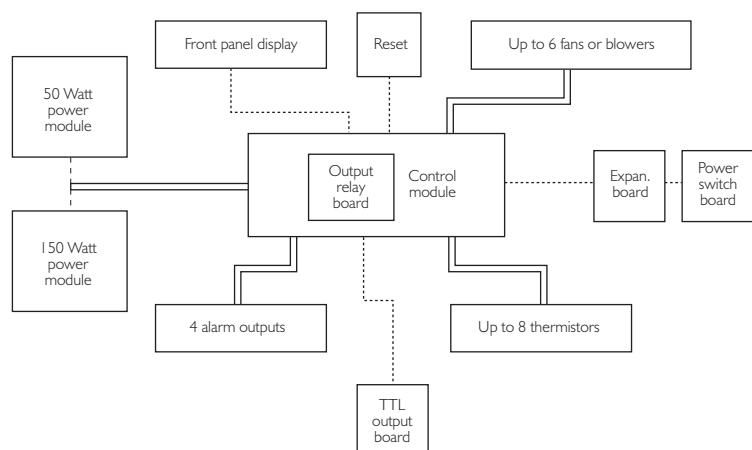 Front panel display
Reset
Up to 6 fans or blowers
50 Watt
power
module
Output
relay
board
Control
module
Expan.
board
Power
switch
board
150 Watt
power
module
4 alarm outputs
Up to 8 thermistors
TTL
output
board